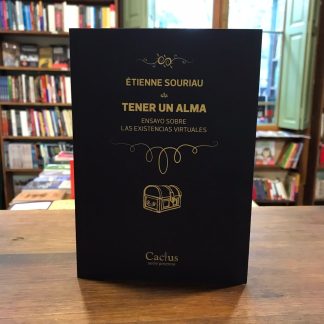 ÉTIENNE SOURIAU
TENER UN ALMA
ENSAYO SOBRE
LAS EXISTENCIAS VIRTUALES
Cactus